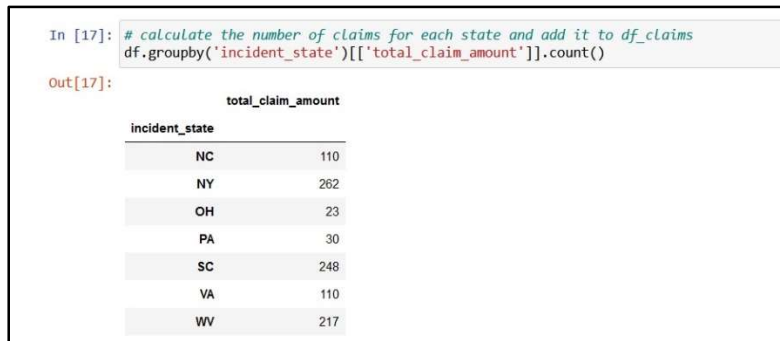 In [17]: # calculate the number of claims for each state and add it to df_claims
df.groupby('incident_state')[['total_claim_amount']].count()
Out[17]:
total_claim_amount
incident_state
NC 110
NY 262
OH 23
PA 30
SC 248
VA 110
WV 217